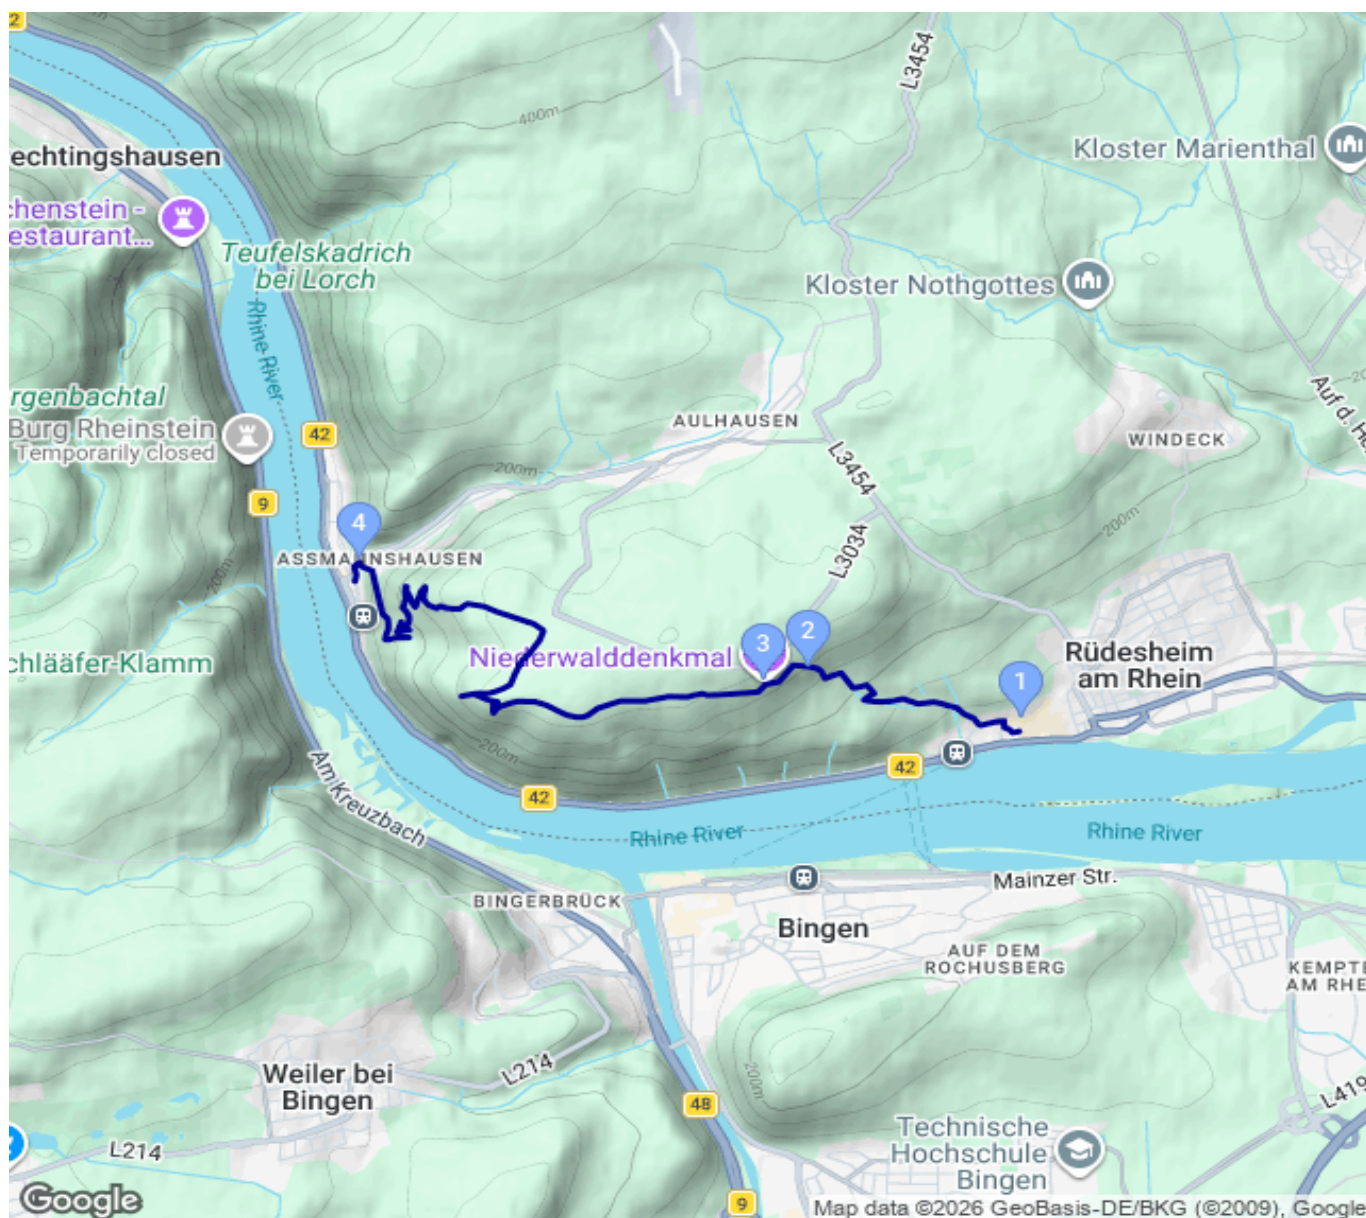 2
L3454
400m
echtingshausen
Kloster Marienthal
chenstein -
estaurant...
Teufelskadrich
bei Lorch
Kloster Nothgottes
Rhine River
Auf d. H
rgenbachtal
Burg Rheinstein
Temporarily closed
42
AULHAUSEN
WINDECK
200m
L3454
9
4
200m
L3034
ASSMANNSHAUSEN
200m
chlääfer-Klamm
Niederwalddenkmal
3
2
1
Rüdesheim
am Rhein
200m
42
42
Am Kreuzbach
Rhine River
Rhine River
Mainzer Str.
BINGERBRÜCK
Bingen
AUF DEM
ROCHUSBERG
KEMPTE
AM RHE
Weiler bei
Bingen
L214
200m
L419
48
L214
Technische
Hochschule
Bingen
9
Google
Map data ©2026 GeoBasis-DE/BKG (©2009), Google